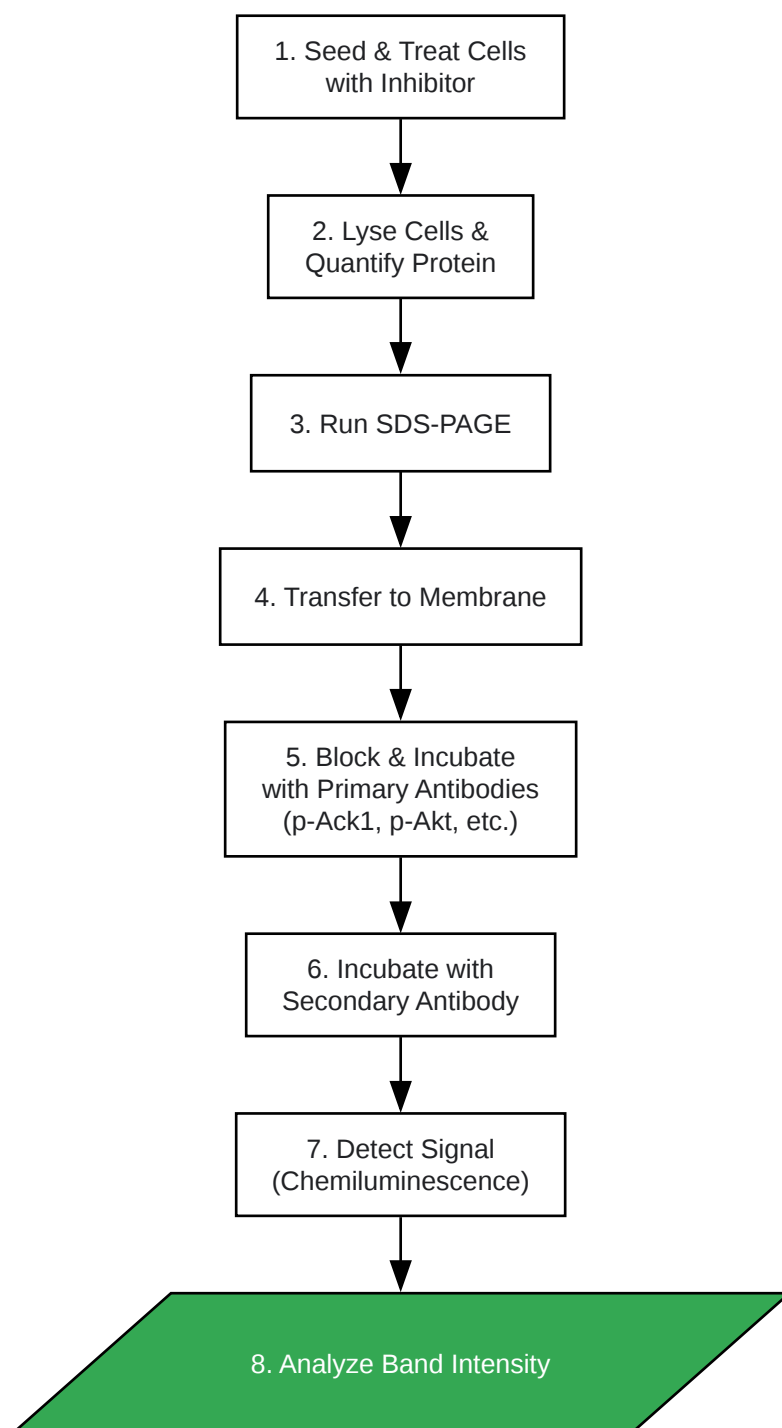 1. Seed & Treat Cells
with Inhibitor
2. Lyse Cells &
Quantify Protein
3. Run SDS-PAGE
4. Transfer to Membrane
5. Block & Incubate
with Primary Antibodies
(p-Ack1, p-Akt, etc.)
6. Incubate with
Secondary Antibody
7. Detect Signal
(Chemiluminescence)
8. Analyze Band Intensity